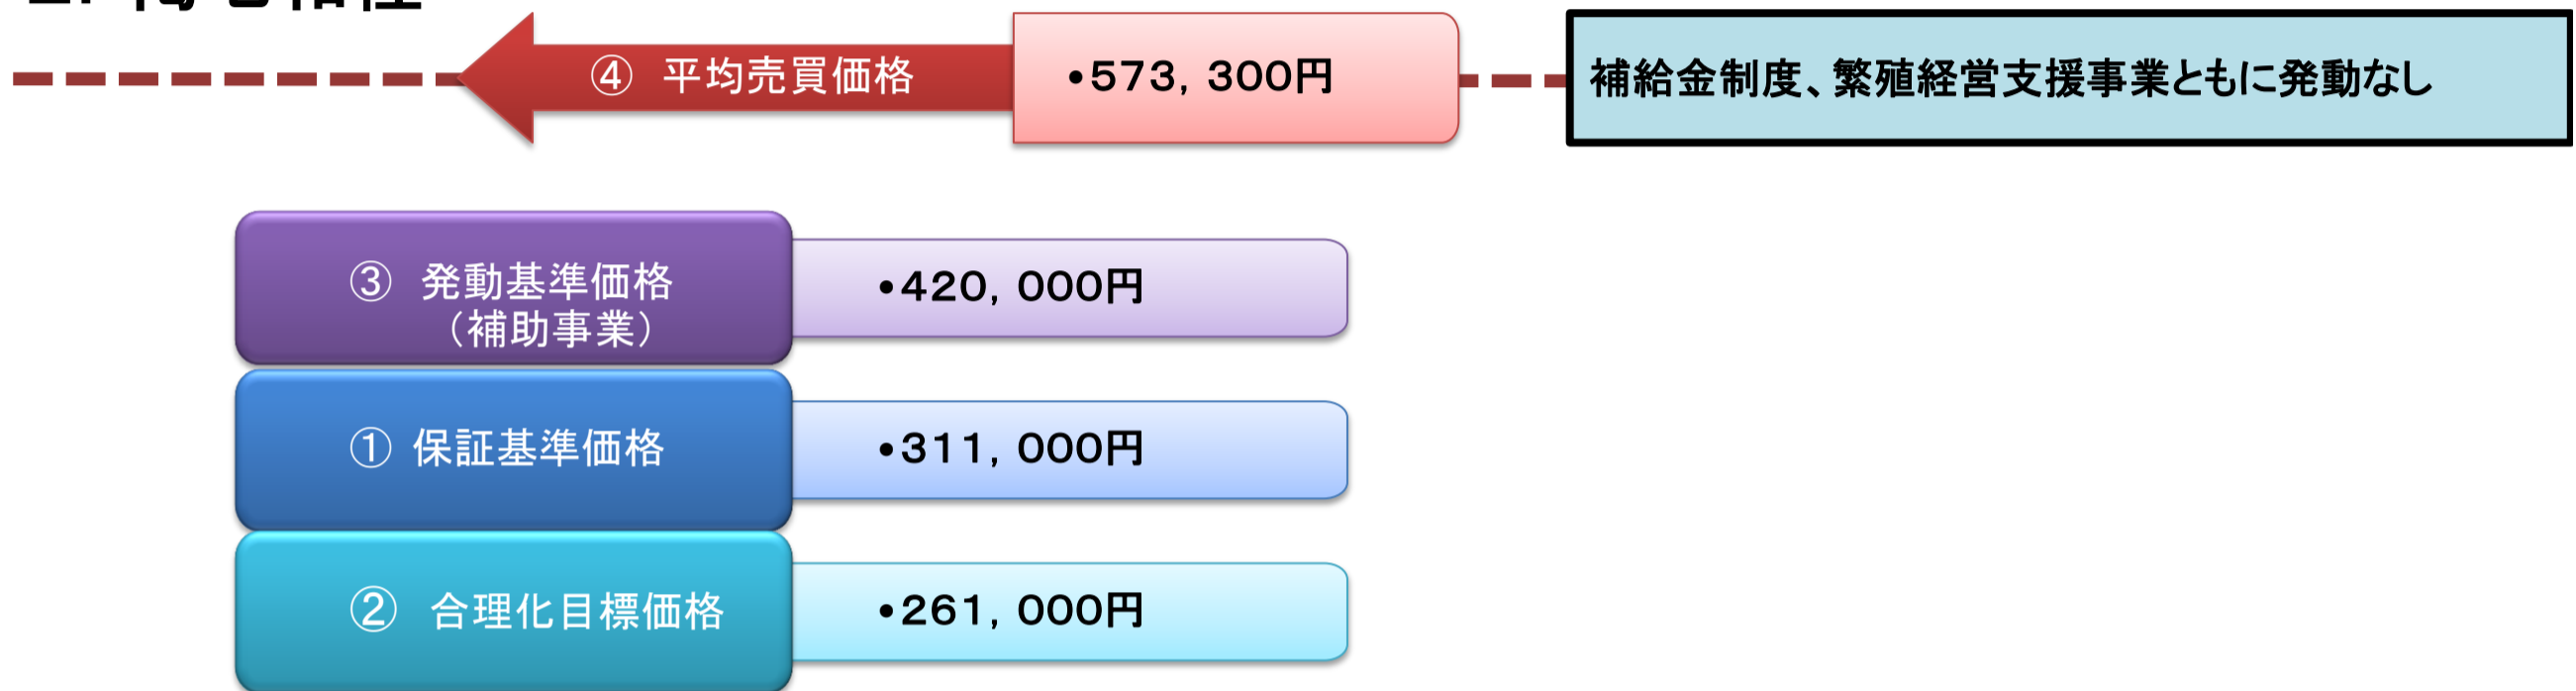 ④ 平均売買価格
•573，300円
補給金制度、繁殖経営支援事業ともに発動なし
③ 発動基準価格
（補助事業）
•420，000円
① 保証基準価格
•311，000円
② 合理化目標価格
•261，000円